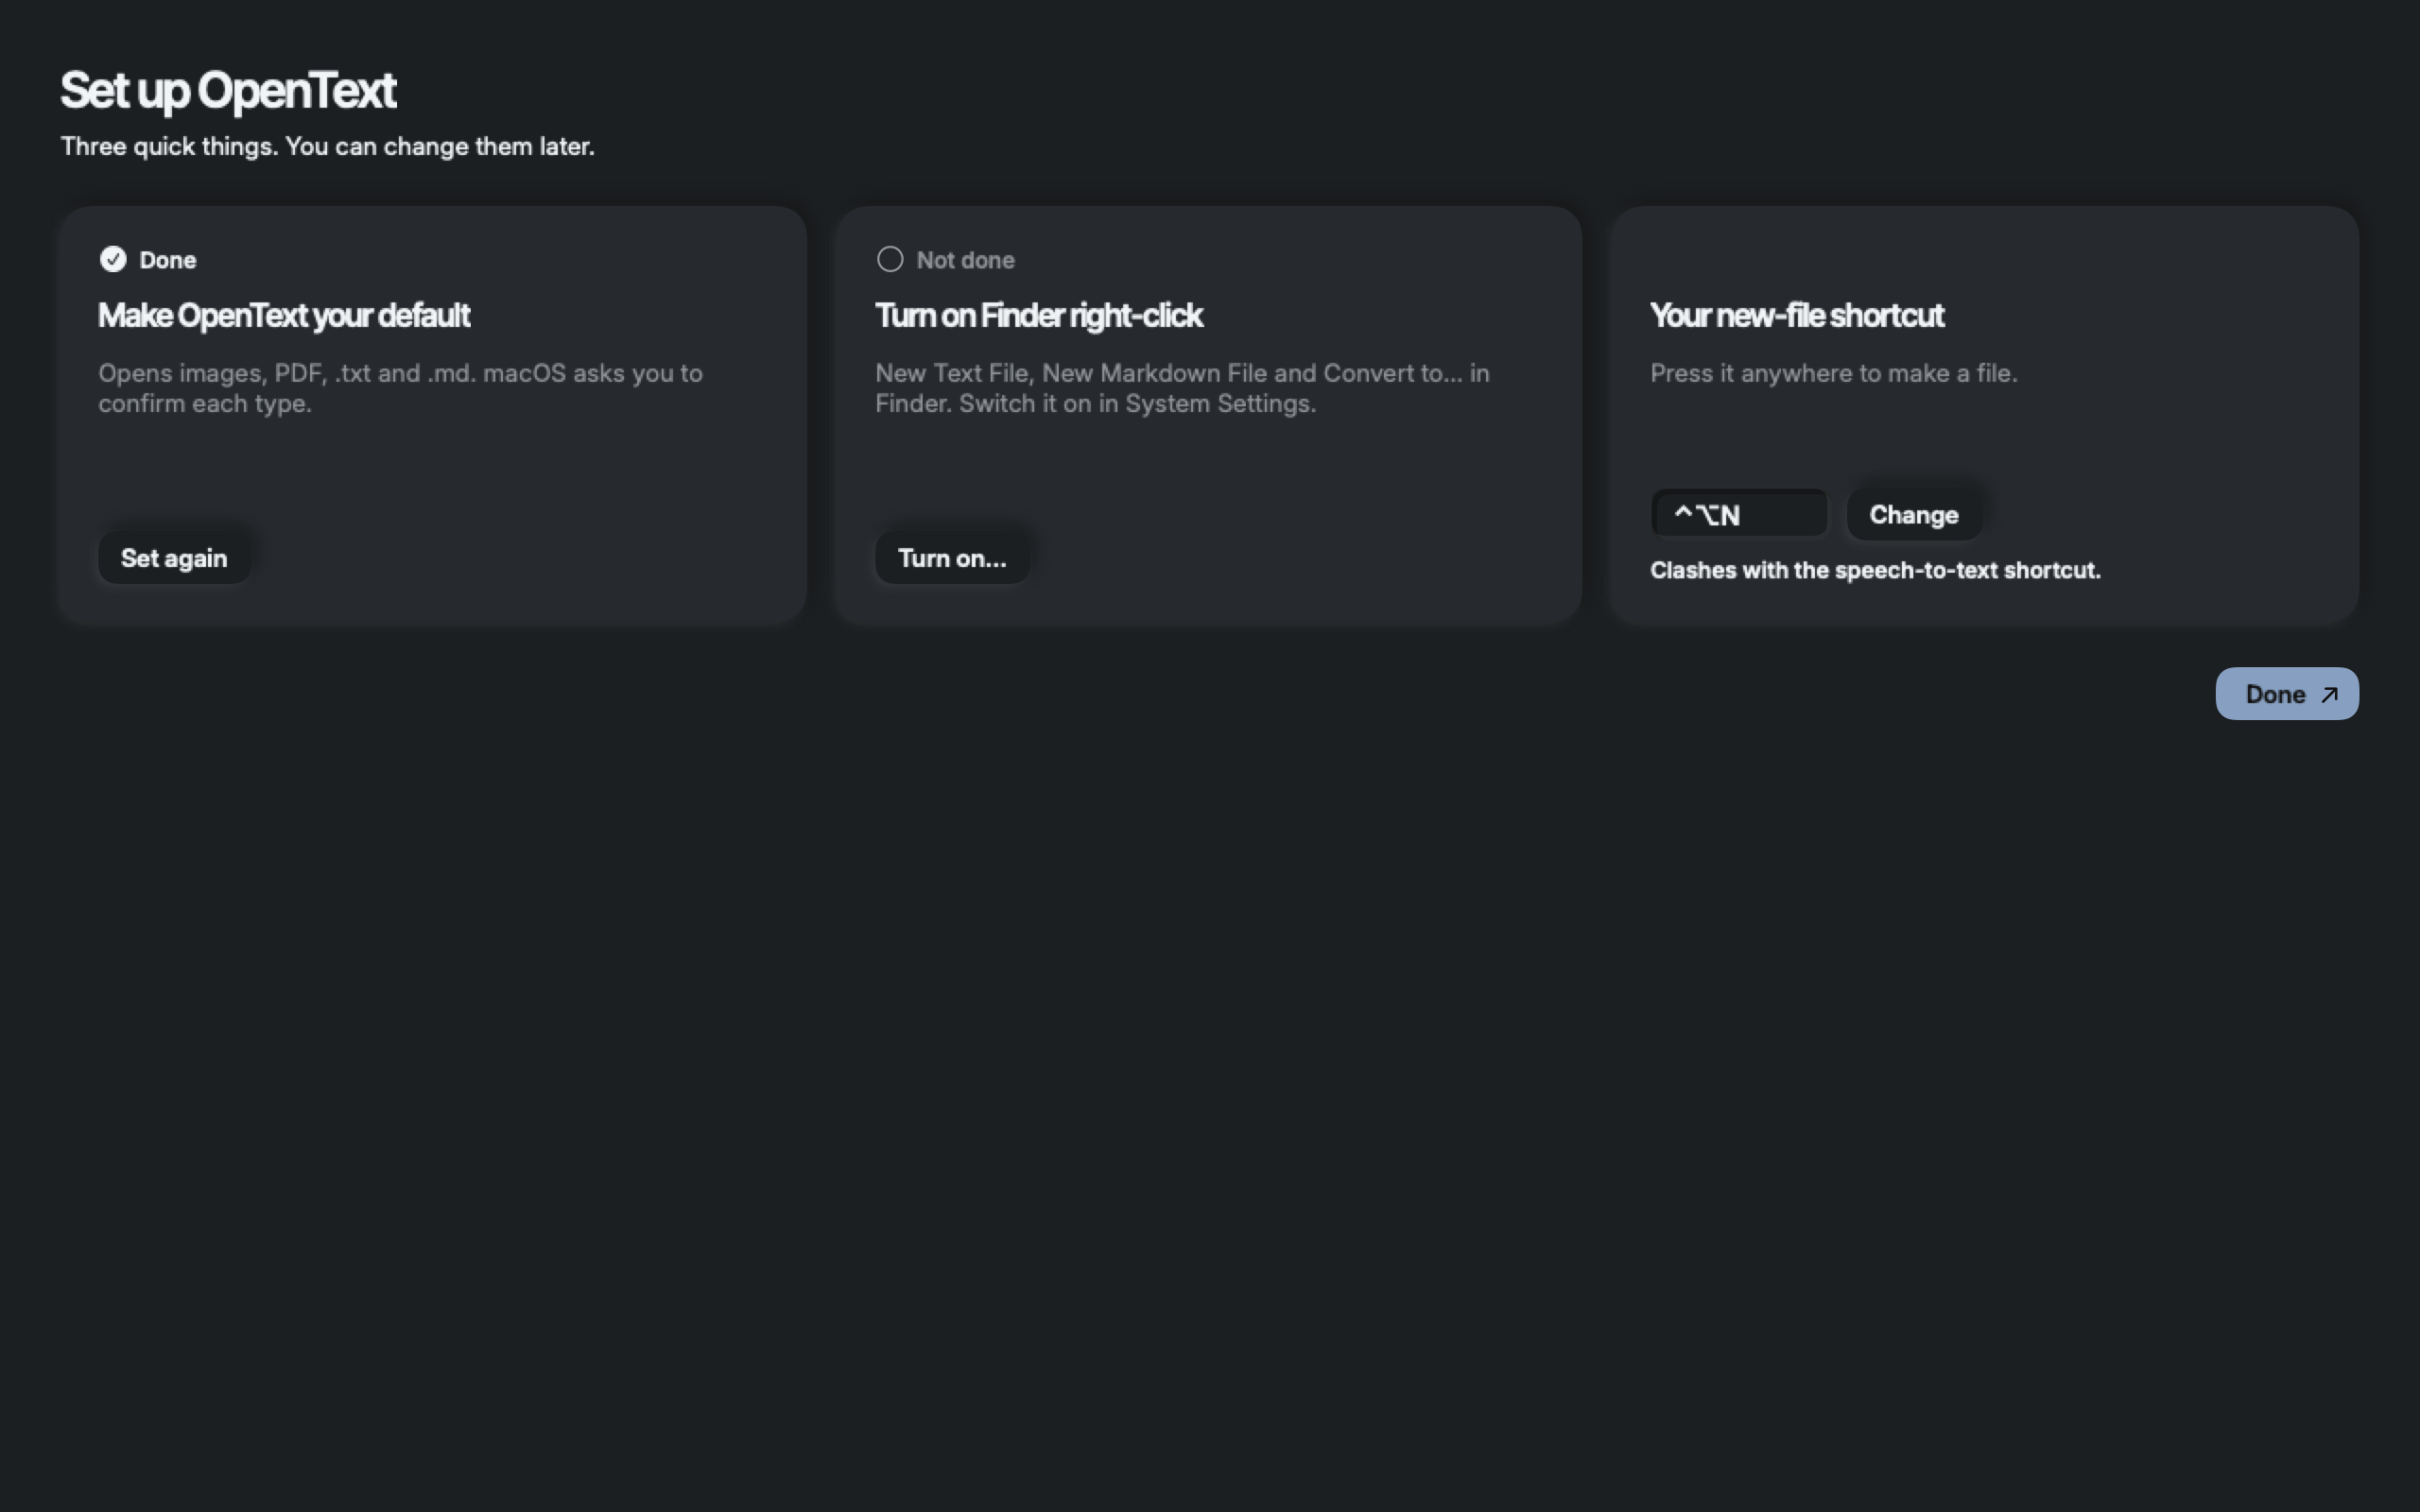 Set up OpenText
Three quick things. You can change them later.
Done
Make OpenText your default
Opens images, PDF, .txt and .md. macOS asks you to
confirm each type.
Set again
Not done
Turn on Finder right-click
New Text File, New Markdown File and Convert to... in
Finder. Switch it on in System Settings.
Turn on...
Your new-file shortcut
Press it anywhere to make a file.
^⌥N
Change
Clashes with the speech-to-text shortcut.
Done